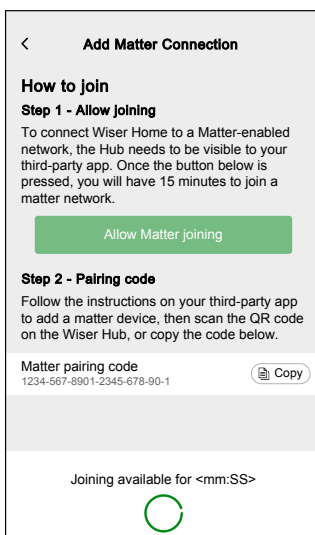 Add Matter Connection
How to join
Step 1 - Allow joining
To connect Wiser Home to a Matter-enabled
network, the Hub needs to be visible to your
third-party app. Once the button below is
pressed, you will have 15 minutes to join a
matter network.
Allow Matter joining
Step 2 - Pairing code
Follow the instructions on your third-party app
to add a matter device, then scan the QR code
on the Wiser Hub, or copy the code below.
Matter pairing code
1234-567-8901-2345-678-90-1
Copy
Joining available for <mm:SS>